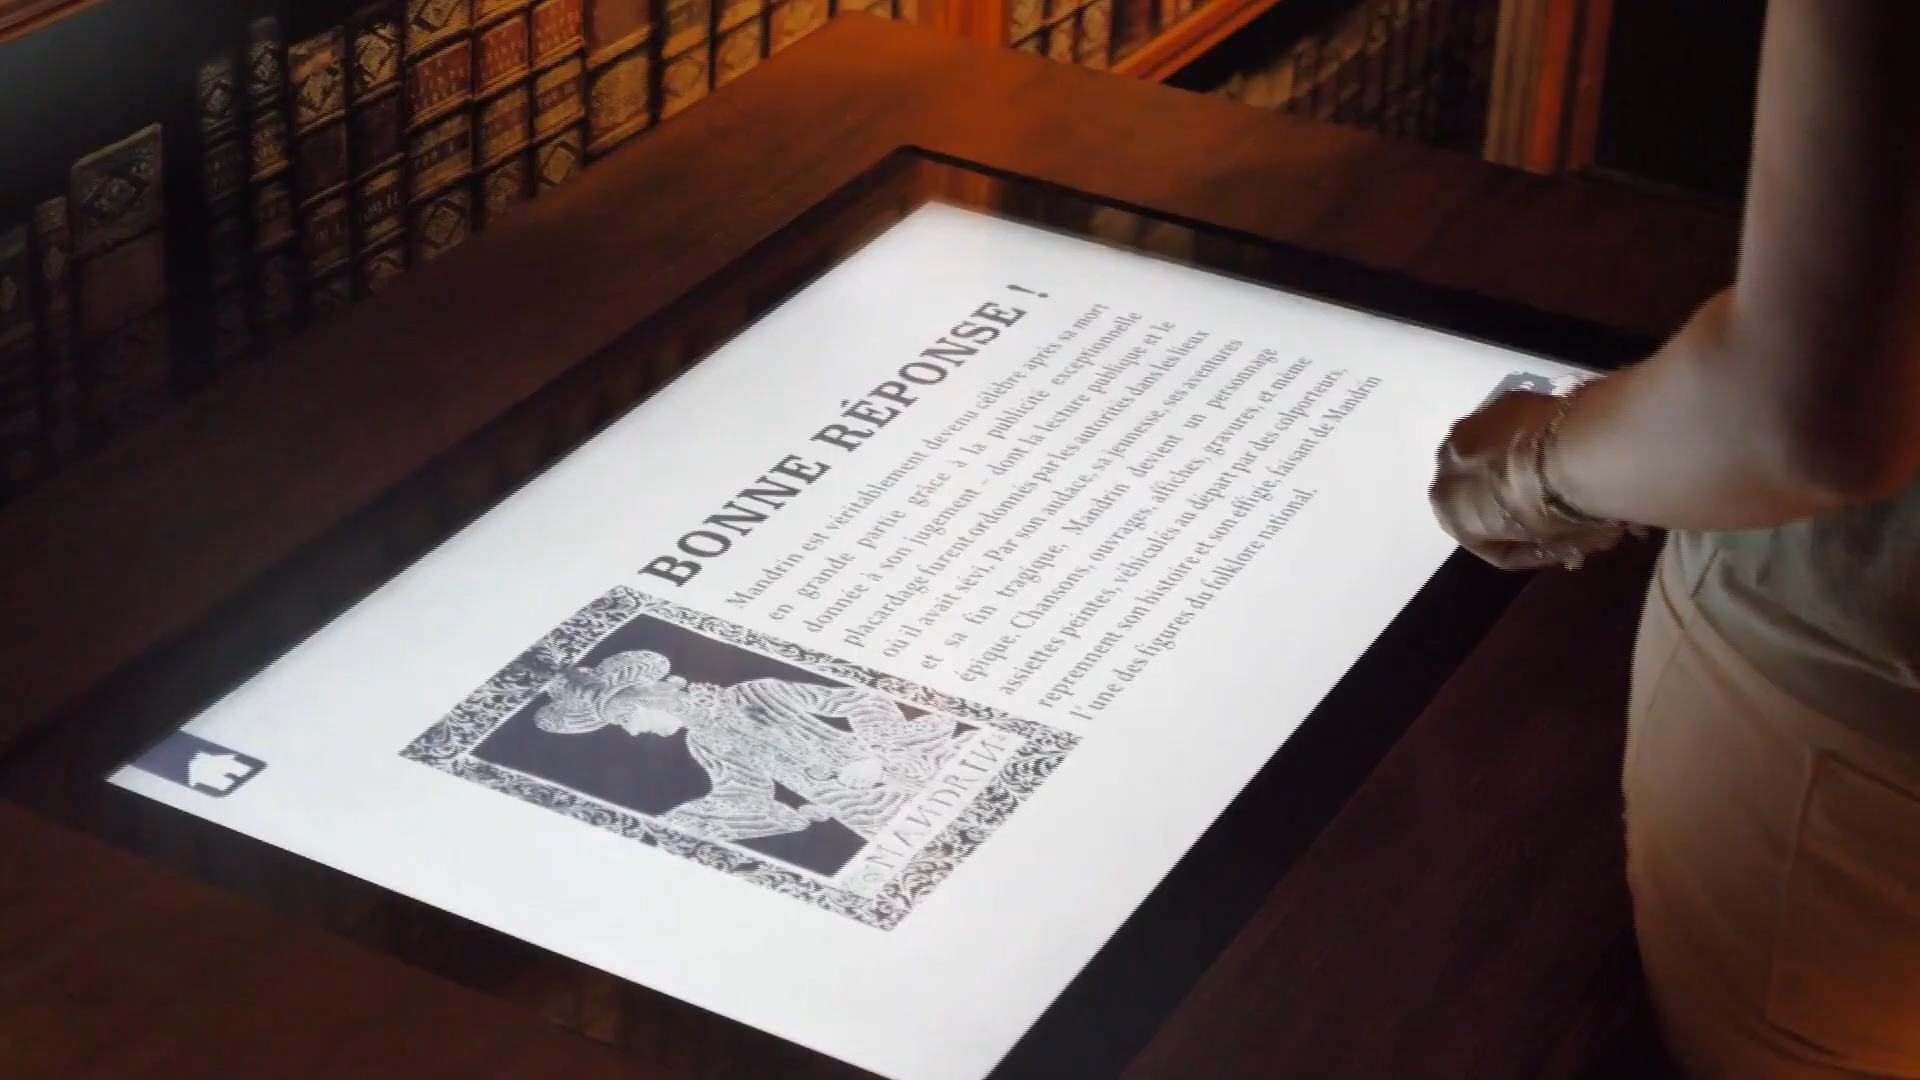 BONNE RÉPONSE !
Mandrin est véritablement devenu célèbre après sa mort
en grande partie grâce à la publicité exceptionnelle
donnée à son jugement – dont la lecture publique et le
placardage furent ordonnés par les autorités dans les lieux
où il avait sévi. Par son audace, sa jeunesse, ses aventures
et sa fin tragique, Mandrin devient un personnage
épique. Chansons, ouvrages, affiches, gravures, et même
assiettes peintes, véhiculés au départ par des colporteurs,
reprennent son histoire et son effigie, faisant de Mandrin
l'une des figures du folklore national.
MANDRIN